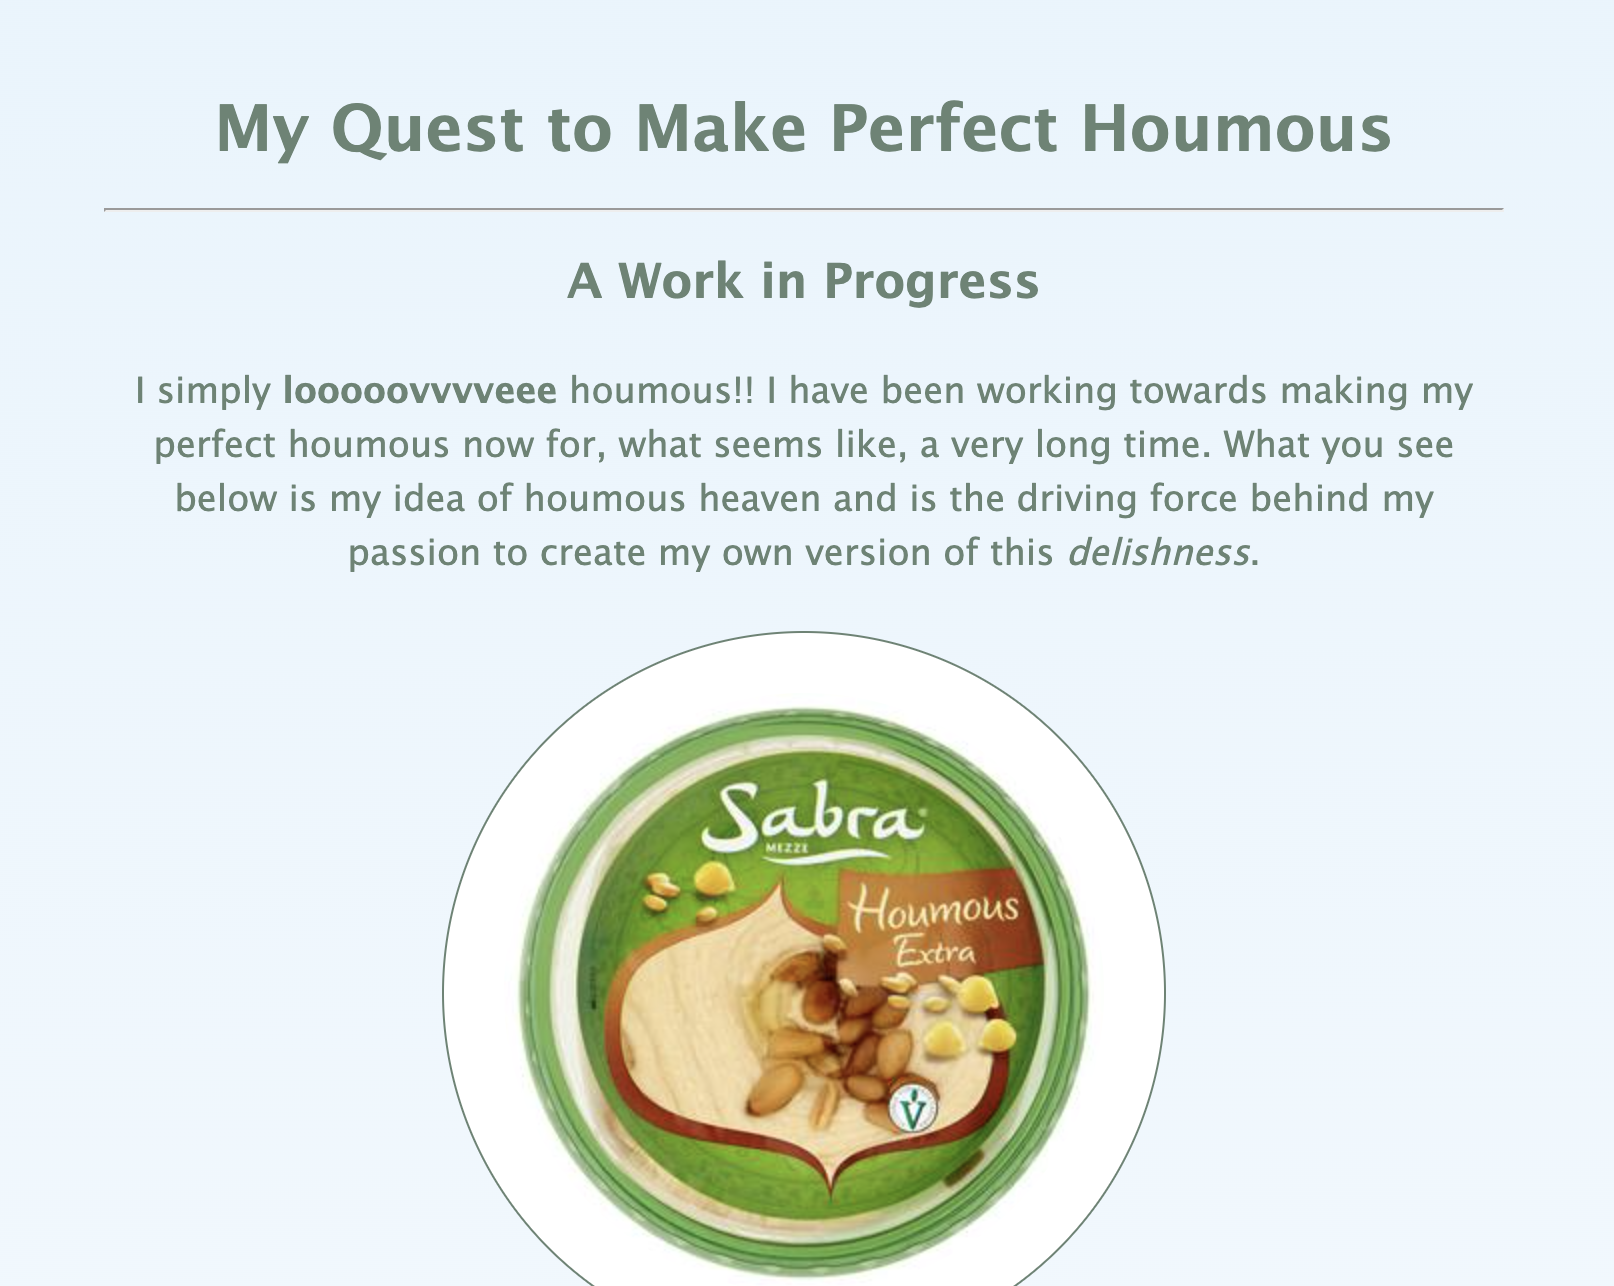 My Quest to Make Perfect Houmous
A Work in Progress
I simply looooovvvveee houmous!! I have been working towards making my
perfect houmous now for, what seems like, a very long time. What you see
below is my idea of houmous heaven and is the driving force behind my
passion to create my own version of this delishness.
Sabra
MEZZE
Houmous
Extra
V